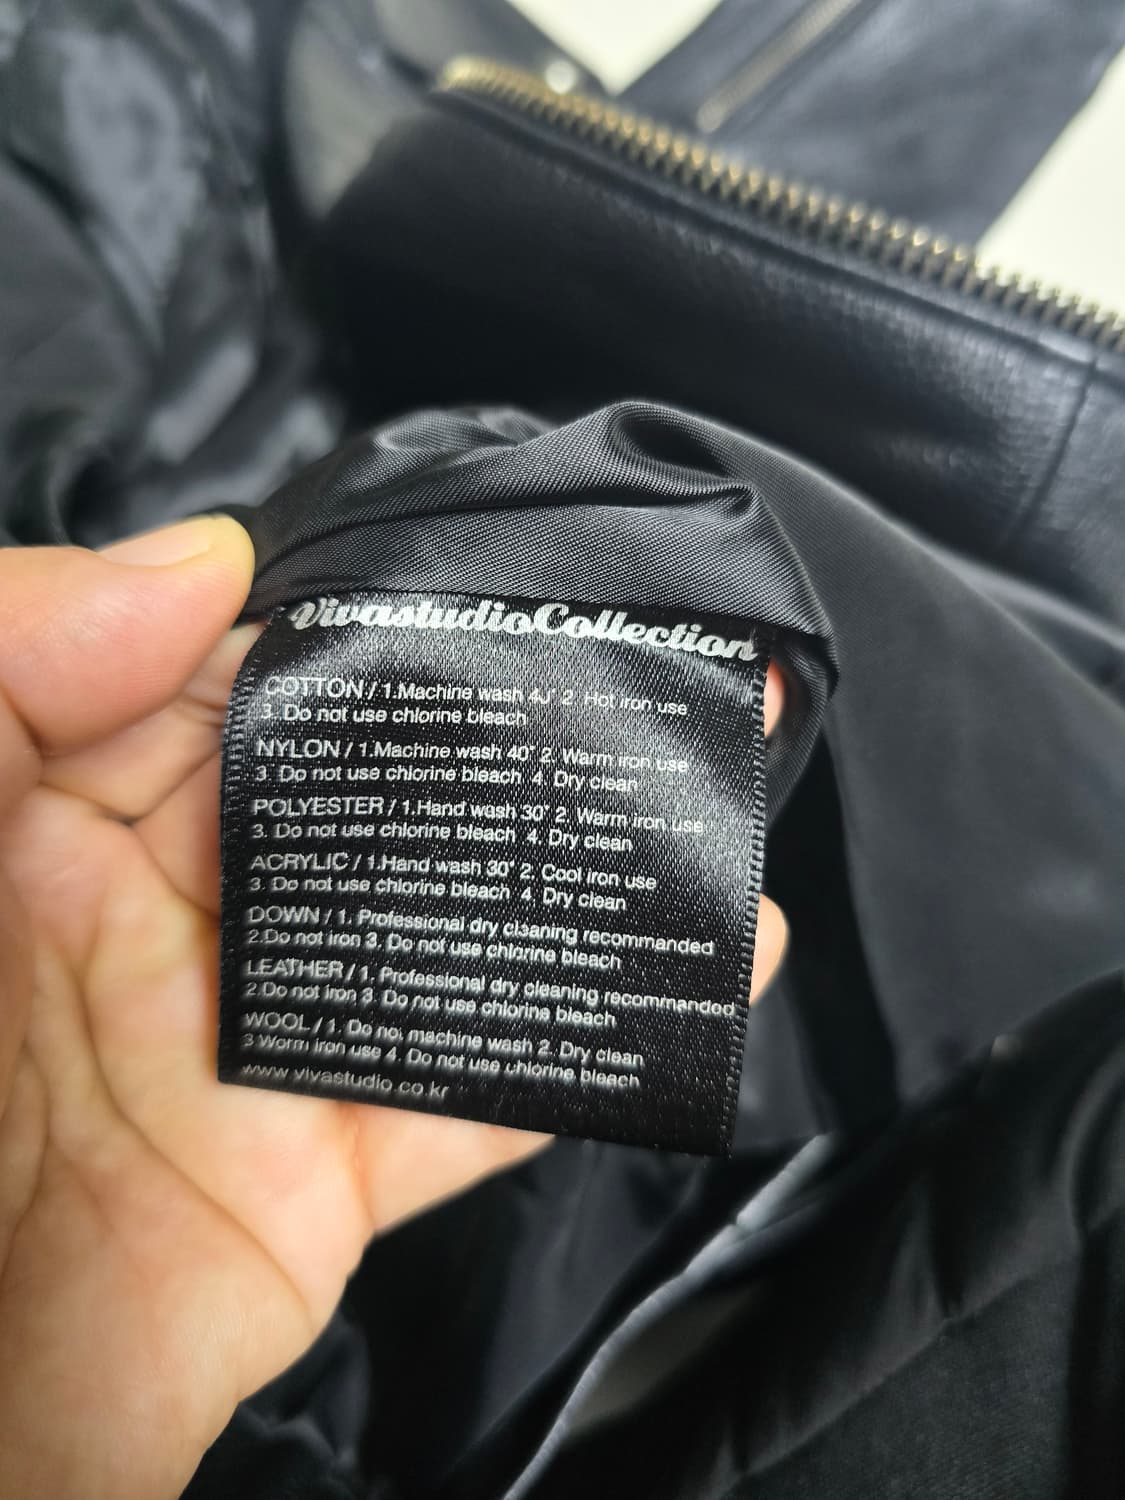 VivastudioCollection
COTTON / 1.Machine wash 40° 2. Hot iron use
3. Do not use chlorine bleach
NYLON / 1.Machine wash 40° 2. Warm iron use
3. Do not use chlorine bleach 4. Dry clean
POLYESTER / 1.Hand wash 30° 2. Warm iron use
3. Do not use chlorine bleach 4. Dry clean
ACRYLIC / 1.Hand wash 30° 2. Cool iron use
3. Do not use chlorine bleach 4. Dry clean
DOWN / 1. Professional dry cleaning recommanded
2.Do not iron 3. Do not use chlorine bleach
LEATHER / 1. Professional dry cleaning recommanded
2.Do not iron 3. Do not use chlorine bleach
WOOL / 1. Do not machine wash 2. Dry clean
3 Worm iron use 4. Do not use chlorine bleach
www.vivastudio.co.kr